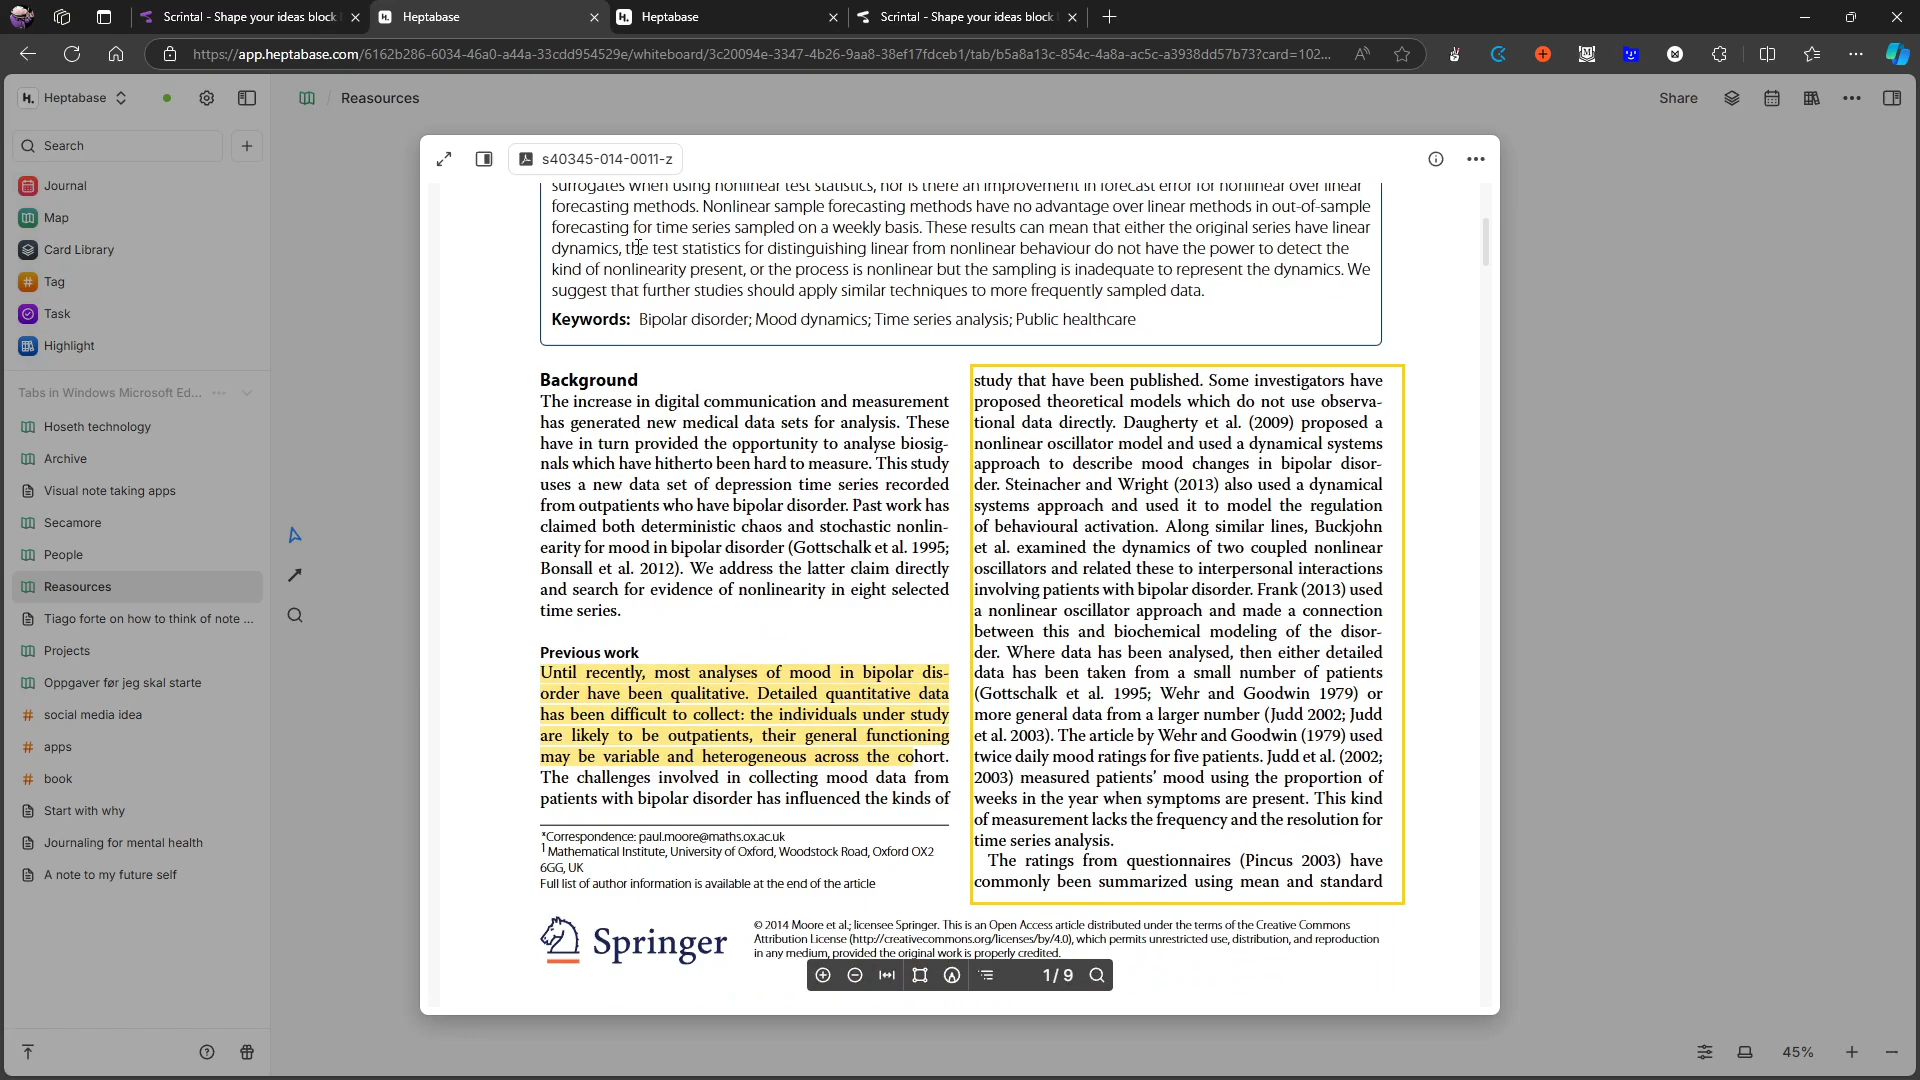 Scrintal - Shape your ideas block
Heptabase
Heptabase
Scrintal - Shape your ideas block
https://app.heptabase.com/6162b286-6034-46a0-a44a-33cdd954529e/whiteboard/3c20094e-3347-4b26-9aa8-38ef17fdceb1/tab/b5a8a13c-854c-4a8a-ac5c-a3938dd57b73?card=102...
Heptabase
Reasources
Share
Search
Journal
Map
Card Library
Tag
Task
Highlight
Tabs in Windows Microsoft Ed...
Hoseth technology
Archive
Visual note taking apps
Secamore
People
Reasources
Tiago forte on how to think of note ...
Projects
Oppgaver før jeg skal starte
# social media idea
# apps
# book
Start with why
Journaling for mental health
A note to my future self
s40345-014-0011-z
surrogates when using nonlinear test statistics, nor is there an improvement in forecast error for nonlinear over linear
forecasting methods. Nonlinear sample forecasting methods have no advantage over linear methods in out-of-sample
forecasting for time series sampled on a weekly basis. These results can mean that either the original series have linear
dynamics, the test statistics for distinguishing linear from nonlinear behaviour do not have the power to detect the
kind of nonlinearity present, or the process is nonlinear but the sampling is inadequate to represent the dynamics. We
suggest that further studies should apply similar techniques to more frequently sampled data.
Keywords: Bipolar disorder; Mood dynamics; Time series analysis; Public healthcare
Background
The increase in digital communication and measurement
has generated new medical data sets for analysis. These
have in turn provided the opportunity to analyse biosig-
nals which have hitherto been hard to measure. This study
uses a new data set of depression time series recorded
from outpatients who have bipolar disorder. Past work has
claimed both deterministic chaos and stochastic nonlin-
earity for mood in bipolar disorder (Gottschalk et al. 1995;
Bonsall et al. 2012). We address the latter claim directly
and search for evidence of nonlinearity in eight selected
time series.
Previous work
Until recently, most analyses of mood in bipolar dis-
order have been qualitative. Detailed quantitative data
has been difficult to collect: the individuals under study
are likely to be outpatients, their general functioning
may be variable and heterogeneous across the cohort.
The challenges involved in collecting mood data from
patients with bipolar disorder has influenced the kinds of
*Correspondence: paul.moore@maths.ox.ac.uk
1 Mathematical Institute, University of Oxford, Woodstock Road, Oxford OX2
6GG, UK
Full list of author information is available at the end of the article
study that have been published. Some investigators have
proposed theoretical models which do not use observa-
tional data directly. Daugherty et al. (2009) proposed a
nonlinear oscillator model and used a dynamical systems
approach to describe mood changes in bipolar disor-
der. Steinacher and Wright (2013) also used a dynamical
systems approach and used it to model the regulation
of behavioural activation. Along similar lines, Buckjohn
et al. examined the dynamics of two coupled nonlinear
oscillators and related these to interpersonal interactions
involving patients with bipolar disorder. Frank (2013) used
a nonlinear oscillator approach and made a connection
between this and biochemical modeling of the disor-
der. Where data has been analysed, then either detailed
data has been taken from a small number of patients
(Gottschalk et al. 1995; Wehr and Goodwin 1979) or
more general data from a larger number (Judd 2002; Judd
et al. 2003). The article by Wehr and Goodwin (1979) used
twice daily mood ratings for five patients. Judd et al. (2002;
2003) measured patients' mood using the proportion of
weeks in the year when symptoms are present. This kind
of measurement lacks the frequency and the resolution for
time series analysis.
The ratings from questionnaires (Pincus 2003) have
commonly been summarized using mean and standard
Springer
© 2014 Moore et al.; licensee Springer. This is an Open Access article distributed under the terms of the Creative Commons
Attribution License (http://creativecommons.org/licenses/by/4.0), which permits unrestricted use, distribution, and reproduction
in any medium, provided the original work is properly credited.
1 / 9
45%